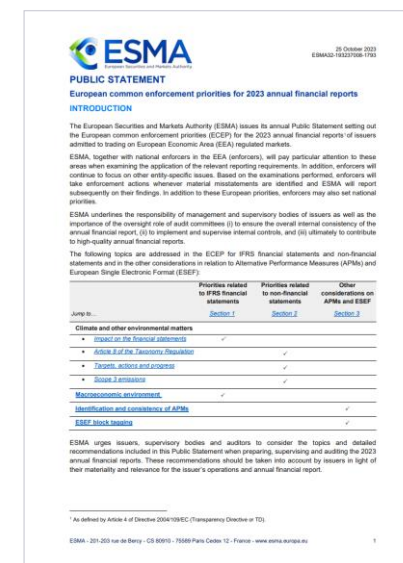 ESMA
European Securities and Markets Authority
25 October 2023
ESMA32-193237008-1793
PUBLIC STATEMENT
European common enforcement priorities for 2023 annual financial reports
INTRODUCTION
The European Securities and Markets Authority (ESMA) issues its annual Public Statement setting out
the European common enforcement priorities (ECEP) for the 2023 annual financial reports¹ of issuers
admitted to trading on European Economic Area (EEA) regulated markets.
ESMA, together with national enforcers in the EEA (enforcers), will pay particular attention to these
areas when examining the application of the relevant reporting requirements. In addition, enforcers will
continue to focus on other entity-specific issues. Based on the examinations performed, enforcers will
take enforcement actions whenever material misstatements are identified and ESMA will report
subsequently on their findings. In addition to these European priorities, enforcers may also set national
priorities.
ESMA underlines the responsibility of management and supervisory bodies of issuers as well as the
importance of the oversight role of audit committees (i) to ensure the overall internal consistency of the
annual financial report, (ii) to implement and supervise internal controls, and (iii) ultimately to contribute
to high-quality annual financial reports.
The following topics are addressed in the ECEP for IFRS financial statements and non-financial
statements and in the other considerations in relation to Alternative Performance Measures (APMs) and
European Single Electronic Format (ESEF):
Priorities related to IFRS financial statements
Priorities related to non-financial statements
Other considerations on APMs and ESEF
Jump to… Section 1 Section 2 Section 3
Climate and other environmental matters
• Impact on the financial statements ✓
• Article 8 of the Taxonomy Regulation ✓
• Targets, actions and progress ✓
• Scope 3 emissions ✓
Macroeconomic environment ✓
Identification and consistency of APMs ✓
ESEF block tagging ✓
ESMA urges issuers, supervisory bodies and auditors to consider the topics and detailed
recommendations included in this Public Statement when preparing, supervising and auditing the 2023
annual financial reports. These recommendations should be taken into account by issuers in light of
their materiality and relevance for the issuer's operations and annual financial report.
¹ As defined by Article 4 of Directive 2004/109/EC (Transparency Directive or TD).
ESMA - 201-203 rue de Bercy - CS 80910 - 75589 Paris Cedex 12 - France - www.esma.europa.eu 1